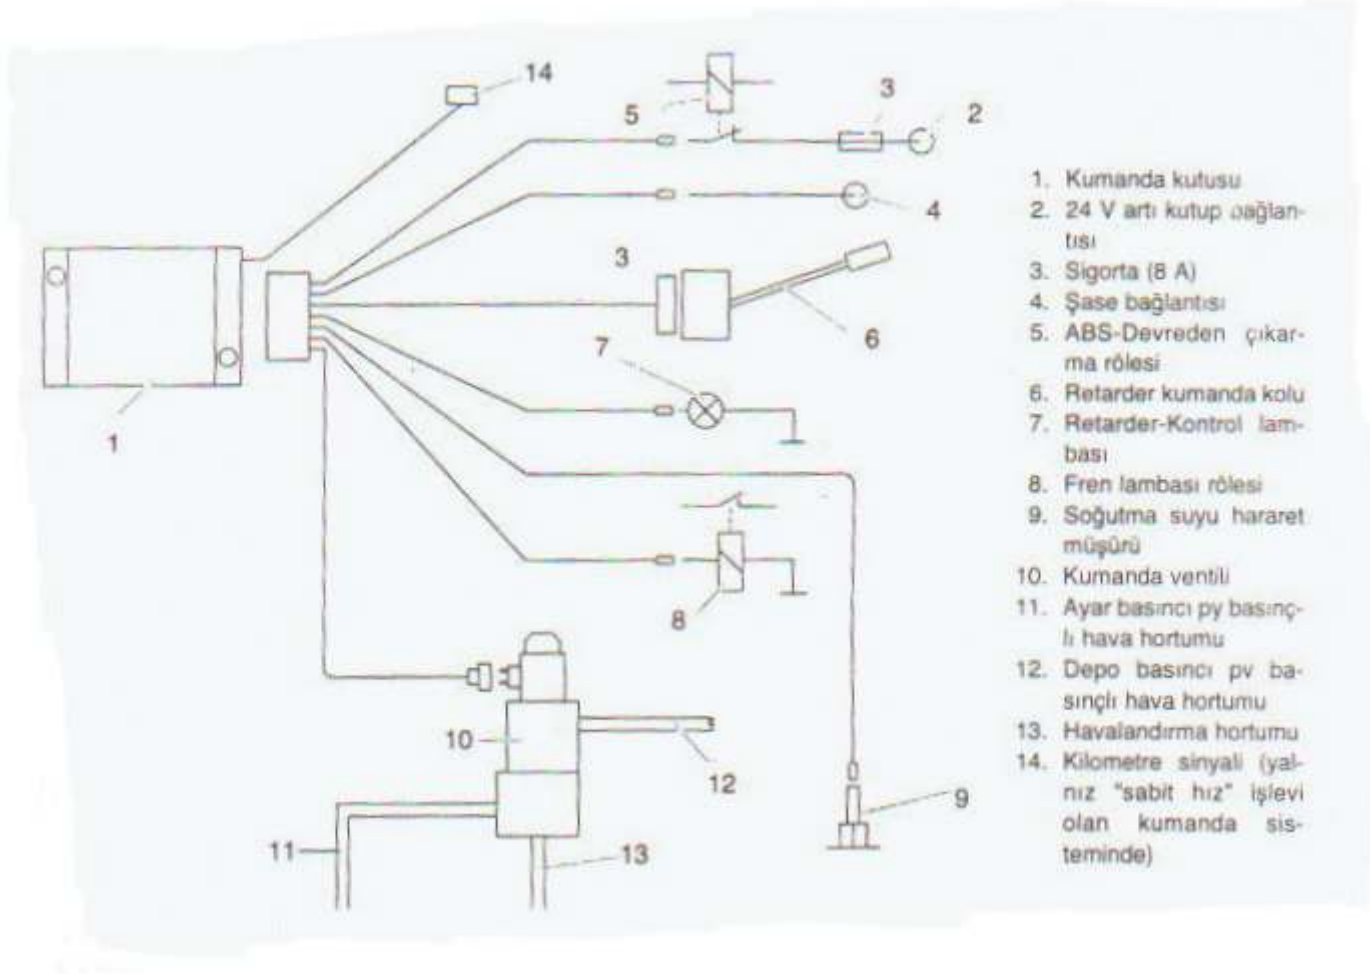 14
3
5
2
4
3
6
7
1
8
10
12
9
11
13
1. Kumanda kutusu
2. 24 V artı kutup bağlan-
tısı
3. Sigorta (8 A)
4. Şase bağlantısı
5. ABS-Devreden çıkar-
ma rölesi
6. Retarder kumanda kolu
7. Retarder-Kontrol lam-
bası
8. Fren lambası rölesi
9. Soğutma suyu hararet
müşürü
10. Kumanda ventili
11. Ayar basıncı py basınç-
lı hava hortumu
12. Depo basıncı pv ba-
sınçlı hava hortumu
13. Havalandırma hortumu
14. Kilometre sinyali (yal-
nız "sabit hız" işlevi
olan kumanda sis-
teminde)